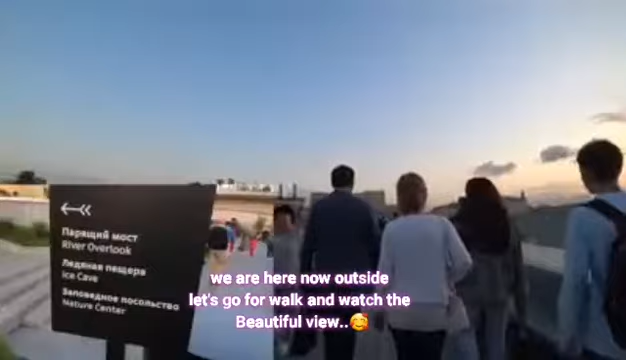 Парящий мост
River Overlook
Ледяная пещера
Ice Cave
Заповедное посольство
Nature Center
we are here now outside
let's go for walk and watch the
Beautiful view..🥰